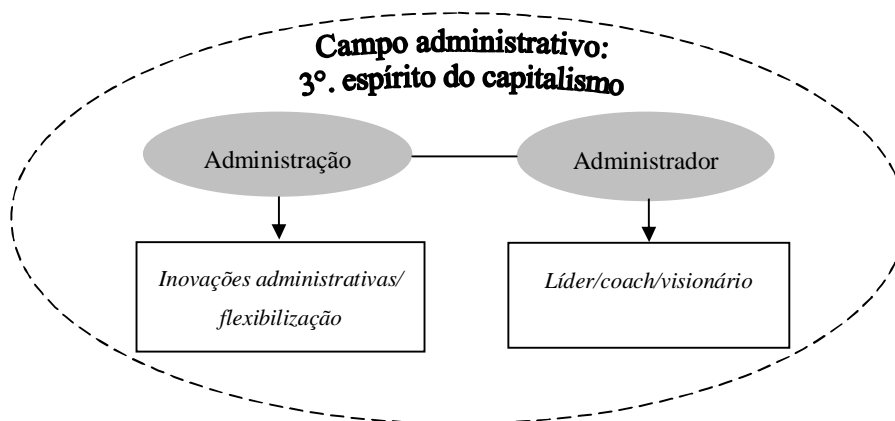 Campo administrativo:
3°. espírito do capitalismo
Administração
Administrador
Inovações administrativas/
flexibilização
Líder/coach/visionário